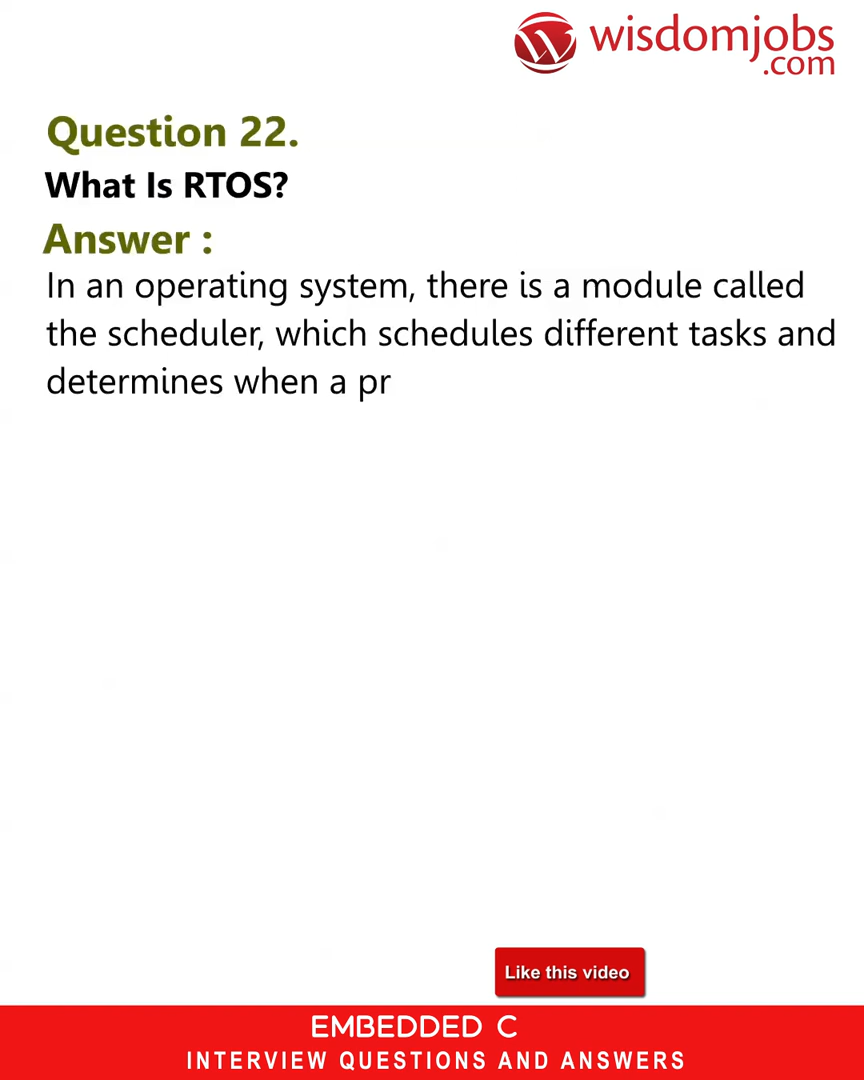 wisdomjobs
.com
Question 22.
What Is RTOS?
Answer :
In an operating system, there is a module called
the scheduler, which schedules different tasks and
determines when a pr
Like this video
EMBEDDED C
INTERVIEW QUESTIONS AND ANSWERS